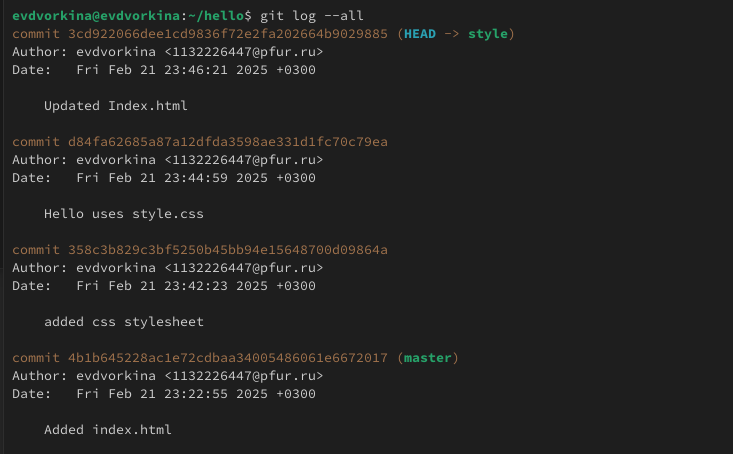 evdvorkina@evdvorkina:~/hello$ git log --all
commit 3cd922066dee1cd9836f72e2fa202664b9029885 (HEAD -> style)
Author: evdvorkina <1132226447@pfur.ru>
Date:   Fri Feb 21 23:46:21 2025 +0300

    Updated Index.html

commit d84fa62685a87a12dfda3598ae331d1fc70c79ea
Author: evdvorkina <1132226447@pfur.ru>
Date:   Fri Feb 21 23:44:59 2025 +0300

    Hello uses style.css

commit 358c3b829c3bf5250b45bb94e15648700d09864a
Author: evdvorkina <1132226447@pfur.ru>
Date:   Fri Feb 21 23:42:23 2025 +0300

    added css stylesheet

commit 4b1b645228ac1e72cdbaa34005486061e6672017 (master)
Author: evdvorkina <1132226447@pfur.ru>
Date:   Fri Feb 21 23:22:55 2025 +0300

    Added index.html